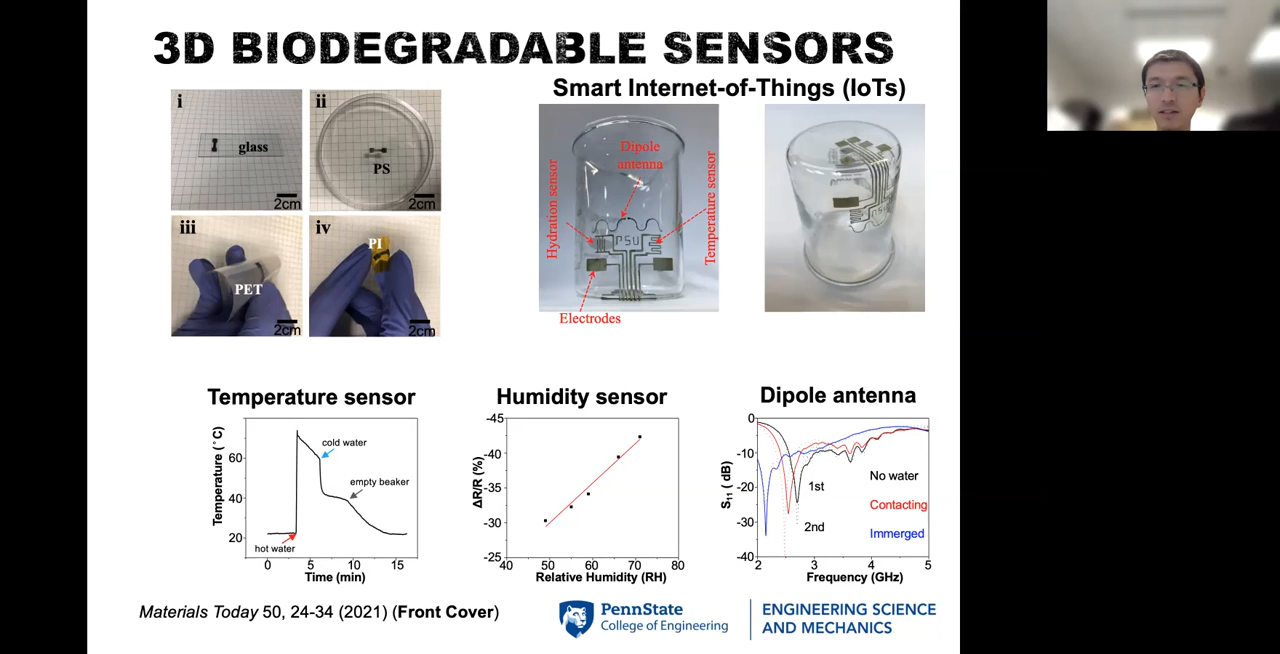 3D BIODEGRADABLE SENSORS
Smart Internet-of-Things (IoTs)
i
glass
2cm
ii
PS
2cm
iii
PET
2cm
iv
PI
2cm
Hydration sensor
Dipole
antenna
Temperature sensor
PSU
Electrodes
PSU
Temperature sensor
Temperature (°C)
60
40
20
cold water
empty beaker
hot water
0 5 10 15
Time (min)
Humidity sensor
ΔR/R (%)
-45
-40
-35
-30
-25
40 50 60 70 80
Relative Humidity (RH)
Dipole antenna
S11 (dB)
0
-10
-20
-30
-40
1st
2nd
No water
Contacting
Immerged
2 3 4 5
Frequency (GHz)
Materials Today 50, 24-34 (2021) (Front Cover)
PennState
College of Engineering
ENGINEERING SCIENCE
AND MECHANICS